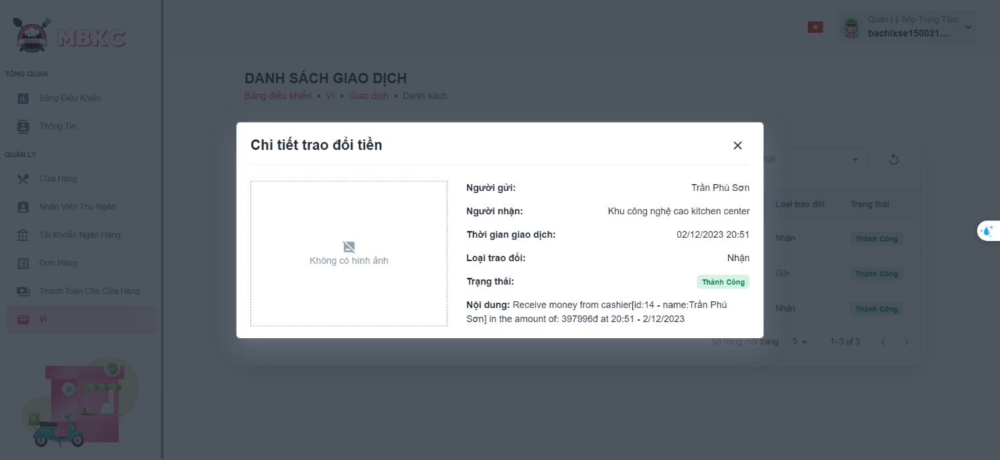 MBKC
MBKC
Quản Lý Bếp Trung Tâm
bachlxse150031...
TỔNG QUAN
Bảng Điều Khiển
Thông Tin
QUẢN LÝ
Cửa Hàng
Nhân Viên Thu Ngân
Tài Khoản Ngân Hàng
Đơn Hàng
Thanh Toán Cho Cửa Hàng
Ví
DANH SÁCH GIAO DỊCH
Bảng điều khiển • Ví • Giao dịch • Danh sách
Chi tiết trao đổi tiền
Không có hình ảnh
Người gửi: Trần Phú Sơn
Người nhận: Khu công nghệ cao kitchen center
Thời gian giao dịch: 02/12/2023 20:51
Loại trao đổi: Nhận
Trạng thái: Thành Công
Nội dung: Receive money from cashier[id:14 - name:Trần Phú
Sơn] in the amount of: 397996đ at 20:51 - 2/12/2023
Loại trao đổi Trạng thái
Nhận Thành Công
Gửi Thành Công
Nhận Thành Công
Số hàng mỗi trang 5 1–3 of 3